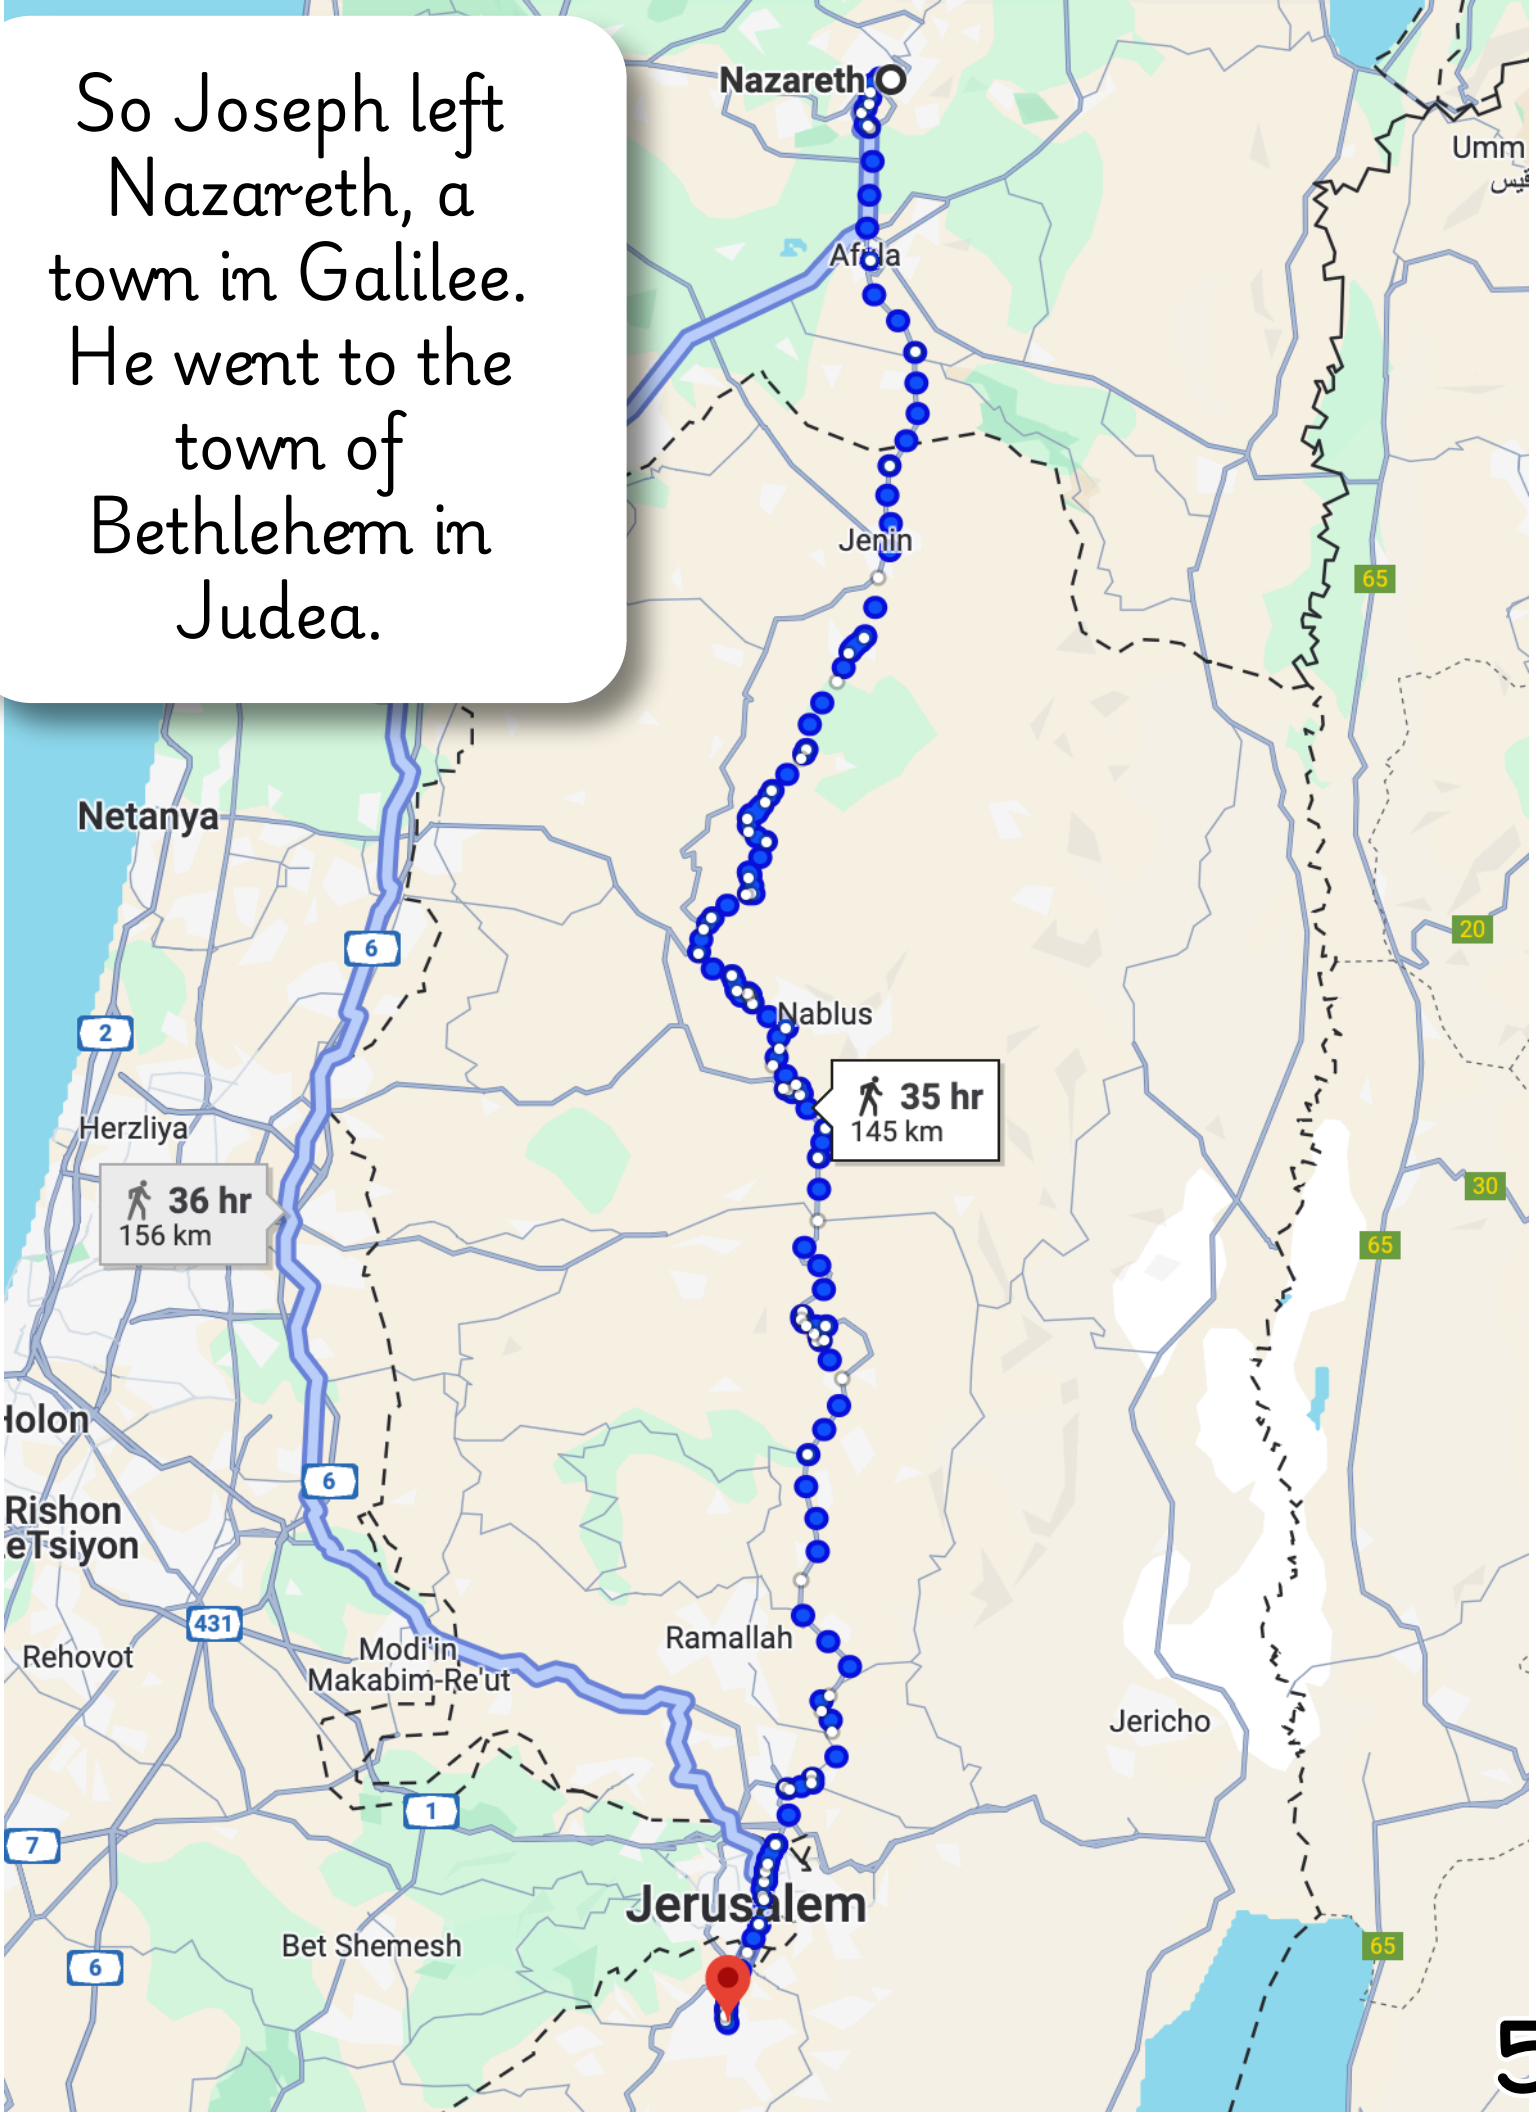 So Joseph left
Nazareth, a
town in Galilee.
He went to the
town of
Bethlehem in
Judea.
Nazareth
Umm
قيس
Afula
Jenin
65
Netanya
6
20
2
Nablus
Herzliya
35 hr
145 km
36 hr
156 km
30
65
Holon
6
Rishon
LeTsiyon
431
Ramallah
Rehovot
Modi'in
Makabim-Re'ut
Jericho
1
7
Jerusalem
Bet Shemesh
65
6
5